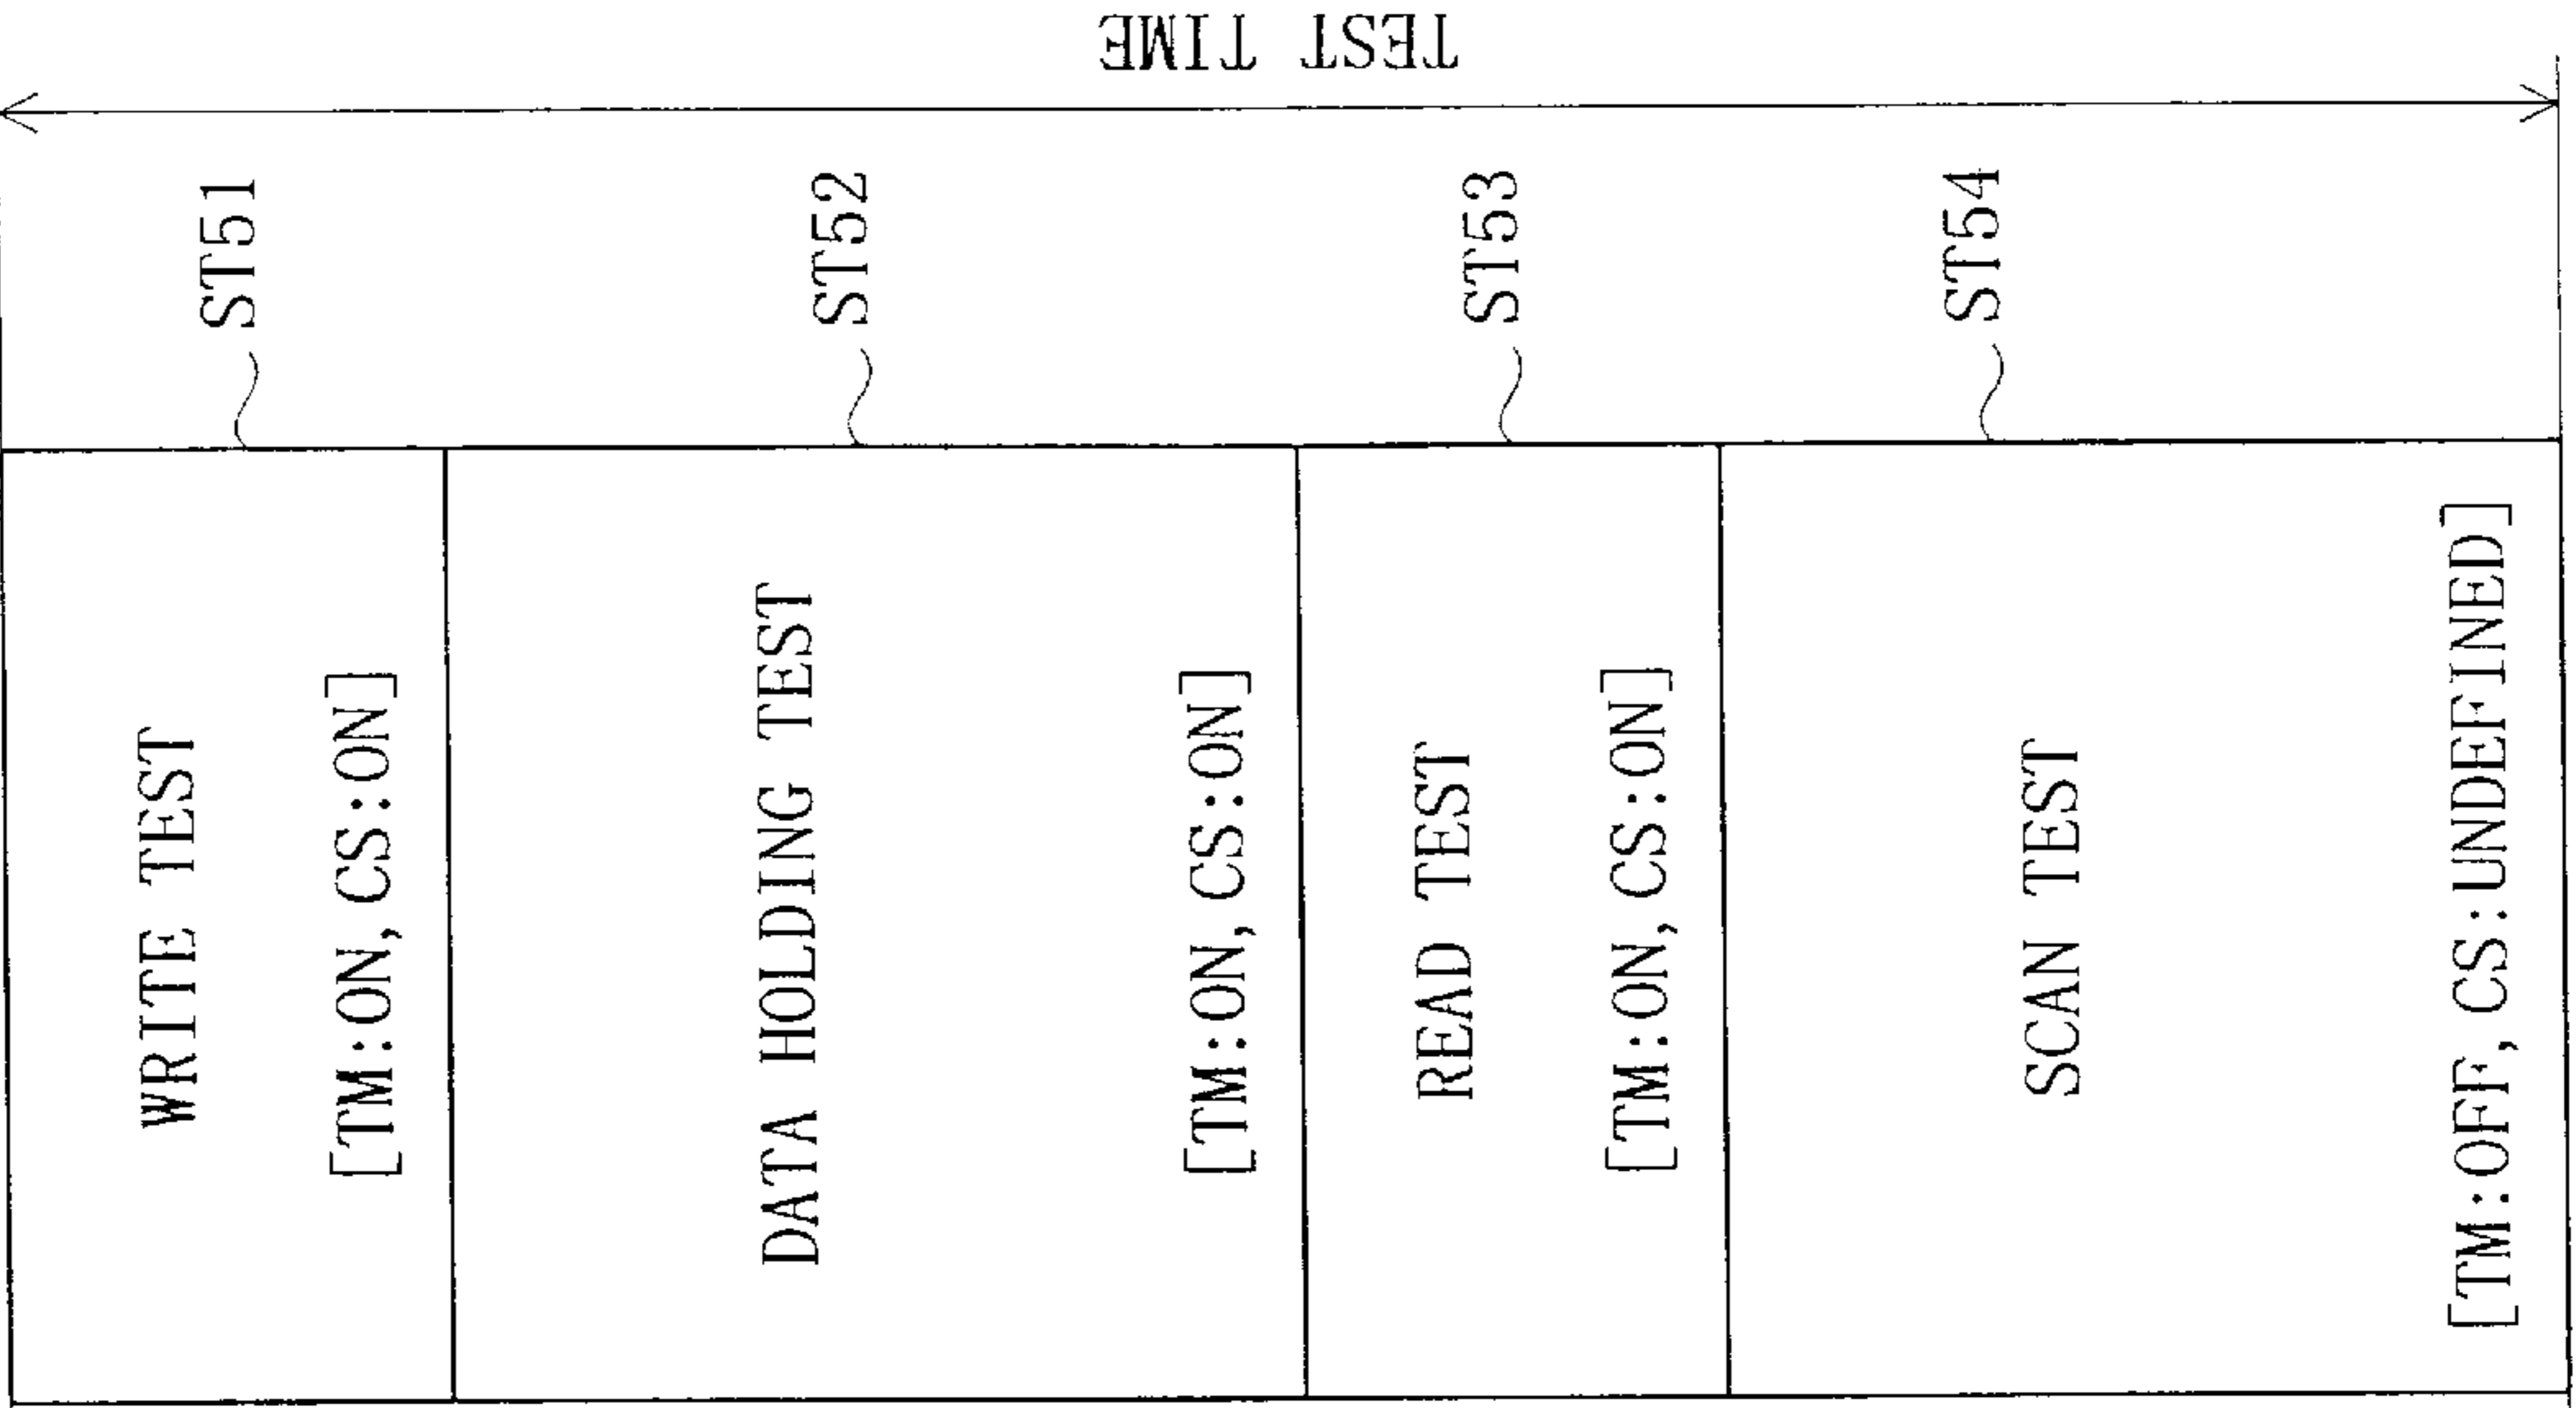 WRITE TEST
[TM:ON, CS:ON]
ST51
DATA HOLDING TEST
[TM:ON, CS:ON]
ST52
READ TEST
[TM:ON, CS:ON]
ST53
SCAN TEST
[TM:OFF, CS:UNDEFINED]
ST54
TEST TIME